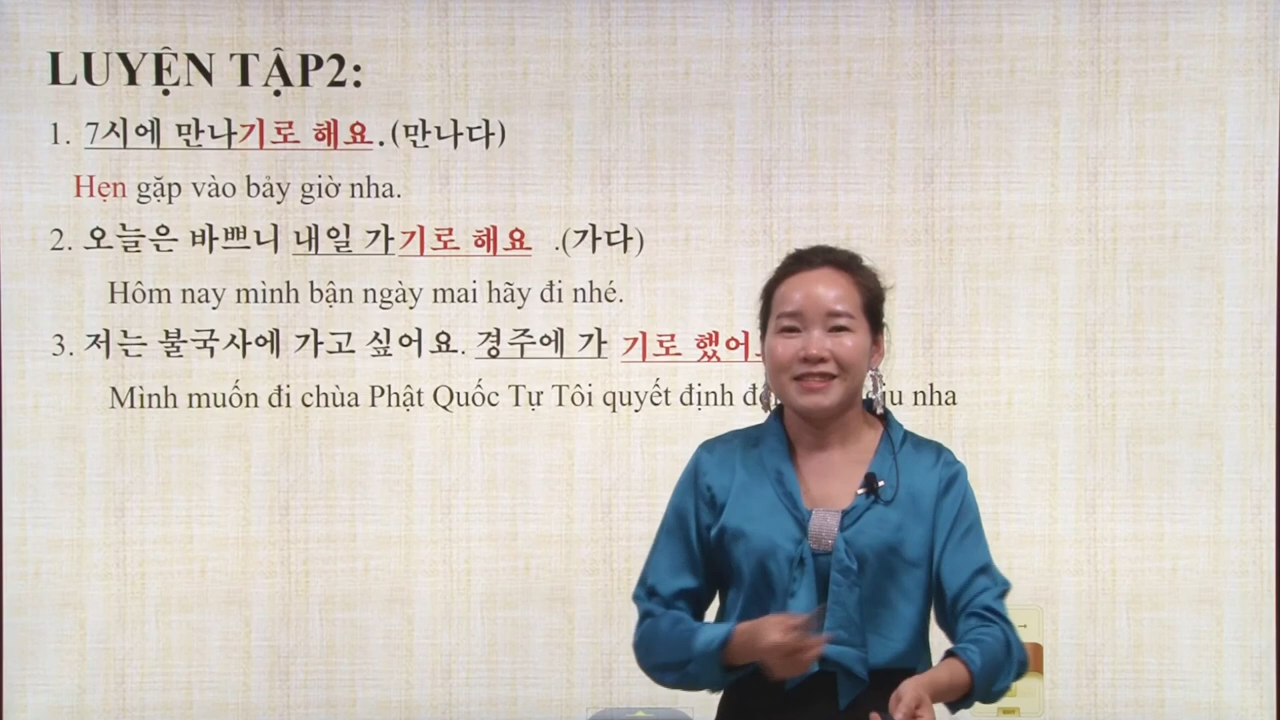 LUYỆN TẬP2:
1. 7시에 만나기로 해요.(만나다)
Hẹn gặp vào bảy giờ nha.
2. 오늘은 바쁘니 내일 가기로 해요 .(가다)
Hôm nay mình bận ngày mai hãy đi nhé.
3. 저는 불국사에 가고 싶어요. 경주에 가 기로 했어
Mình muốn đi chùa Phật Quốc Tự Tôi quyết định nha